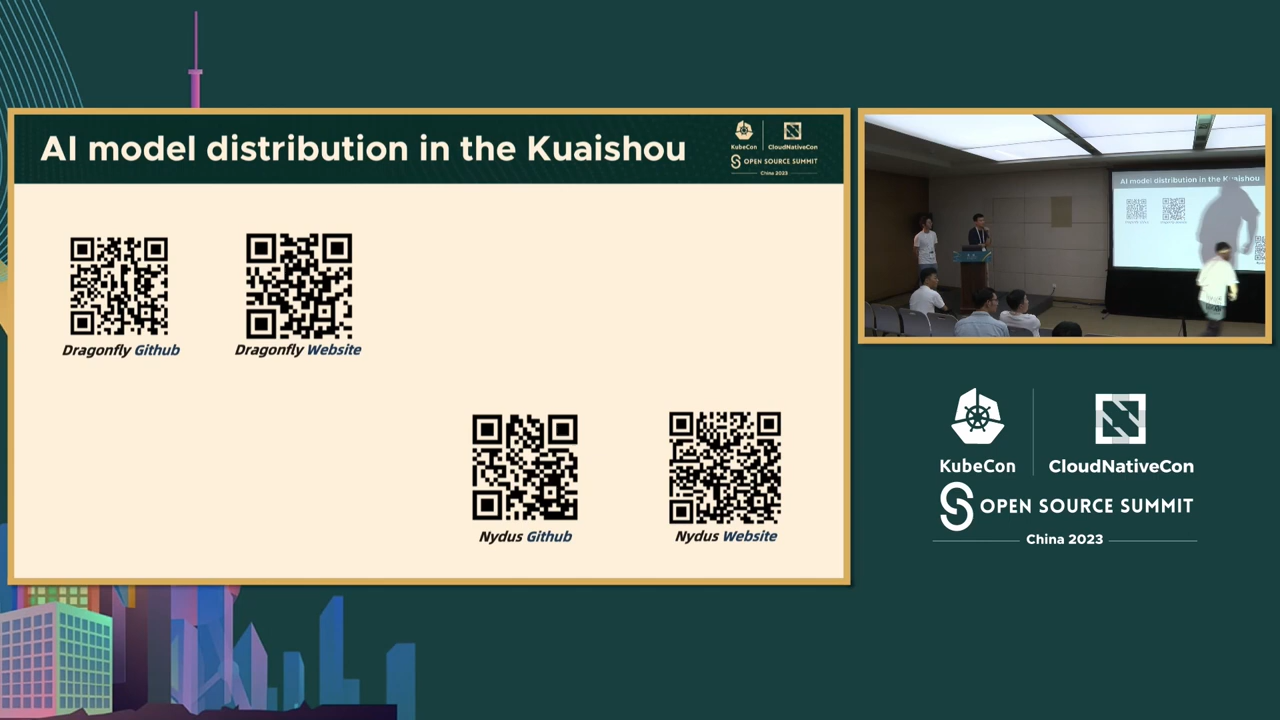 AI model distribution in the Kuaishou
KubeCon
CloudNativeCon
OPEN SOURCE SUMMIT
China 2023
Dragonfly Github
Dragonfly Website
Nydus Github
Nydus Website
AI model distribution in the Kuaishou
KubeCon
CloudNativeCon
OPEN SOURCE SUMMIT
China 2023